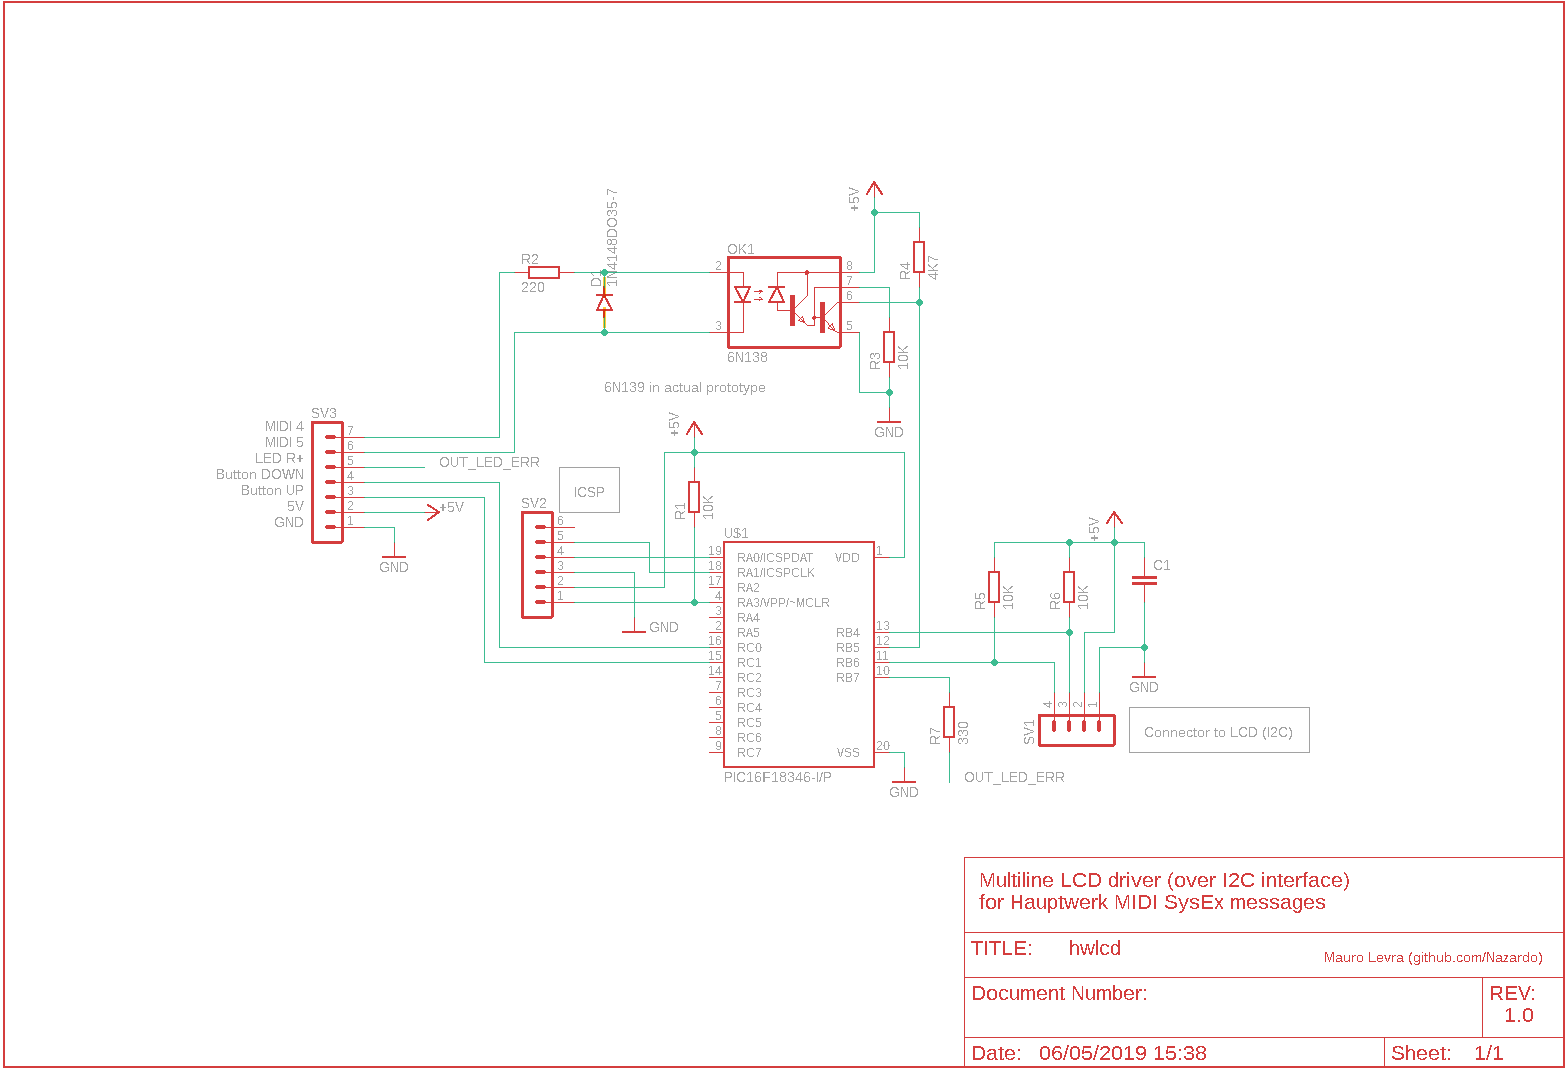 +5V
1N4148DO35-7
D1
R2
220
OK1
2
3
8
7
6
5
6N138
R4
4K7
R3
10K
GND
6N139 in actual prototype
SV3
MIDI 4
MIDI 5
LED R+
Button DOWN
Button UP
5V
GND
7
6
5
4
3
2
1
OUT_LED_ERR
+5V
GND
ICSP
SV2
6
5
4
3
2
1
GND
+5V
R1
10K
U$1
19 RA0/ICSPDAT VDD 1
18 RA1/ICSPCLK
17 RA2
4 RA3/VPP/~MCLR
3 RA4
2 RA5 RB4 13
16 RC0 RB5 12
15 RC1 RB6 11
14 RC2 RB7 10
7 RC3
6 RC4
5 RC5
8 RC6
9 RC7 VSS 20
PIC16F18346-I/P
GND
R7
330
OUT_LED_ERR
+5V
R5
10K
R6
10K
C1
GND
SV1
4
3
2
1
Connector to LCD (I2C)
Multiline LCD driver (over I2C interface)
for Hauptwerk MIDI SysEx messages
TITLE: hwlcd
Mauro Levra (github.com/Nazardo)
Document Number:
REV:
1.0
Date: 06/05/2019 15:38
Sheet: 1/1